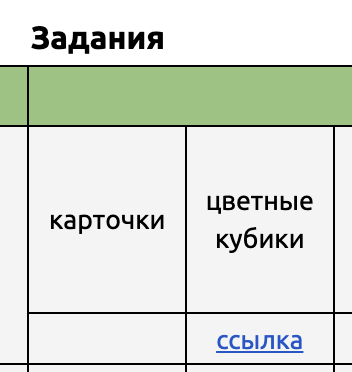 Задания
карточки
цветные
кубики
ссылка